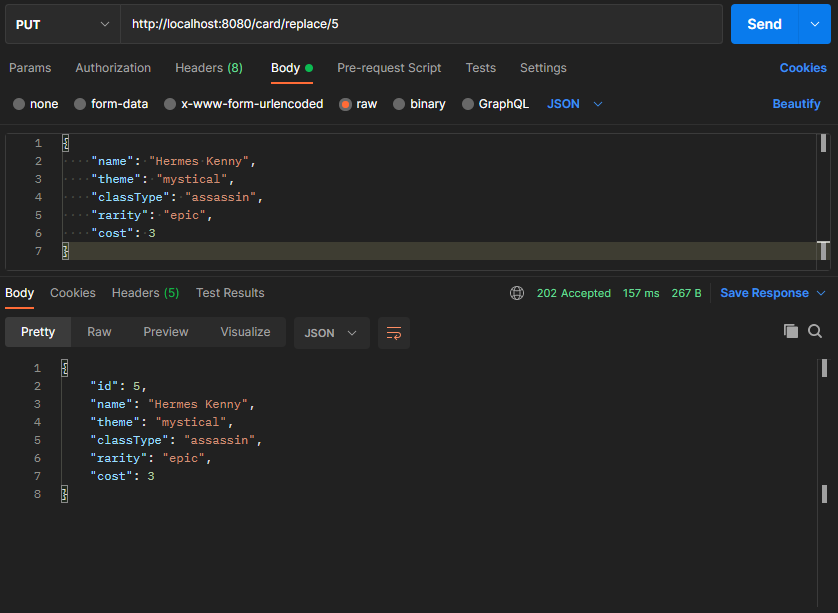 PUT http://localhost:8080/card/replace/5 Send
Params Authorization Headers (8) Body Pre-request Script Tests Settings Cookies
none form-data x-www-form-urlencoded raw binary GraphQL JSON Beautify
1 {
2 "name": "Hermes Kenny",
3 "theme": "mystical",
4 "classType": "assassin",
5 "rarity": "epic",
6 "cost": 3
7 }
Body Cookies Headers (5) Test Results 202 Accepted 157 ms 267 B Save Response
Pretty Raw Preview Visualize JSON
1 {
2 "id": 5,
3 "name": "Hermes Kenny",
4 "theme": "mystical",
5 "classType": "assassin",
6 "rarity": "epic",
7 "cost": 3
8 }